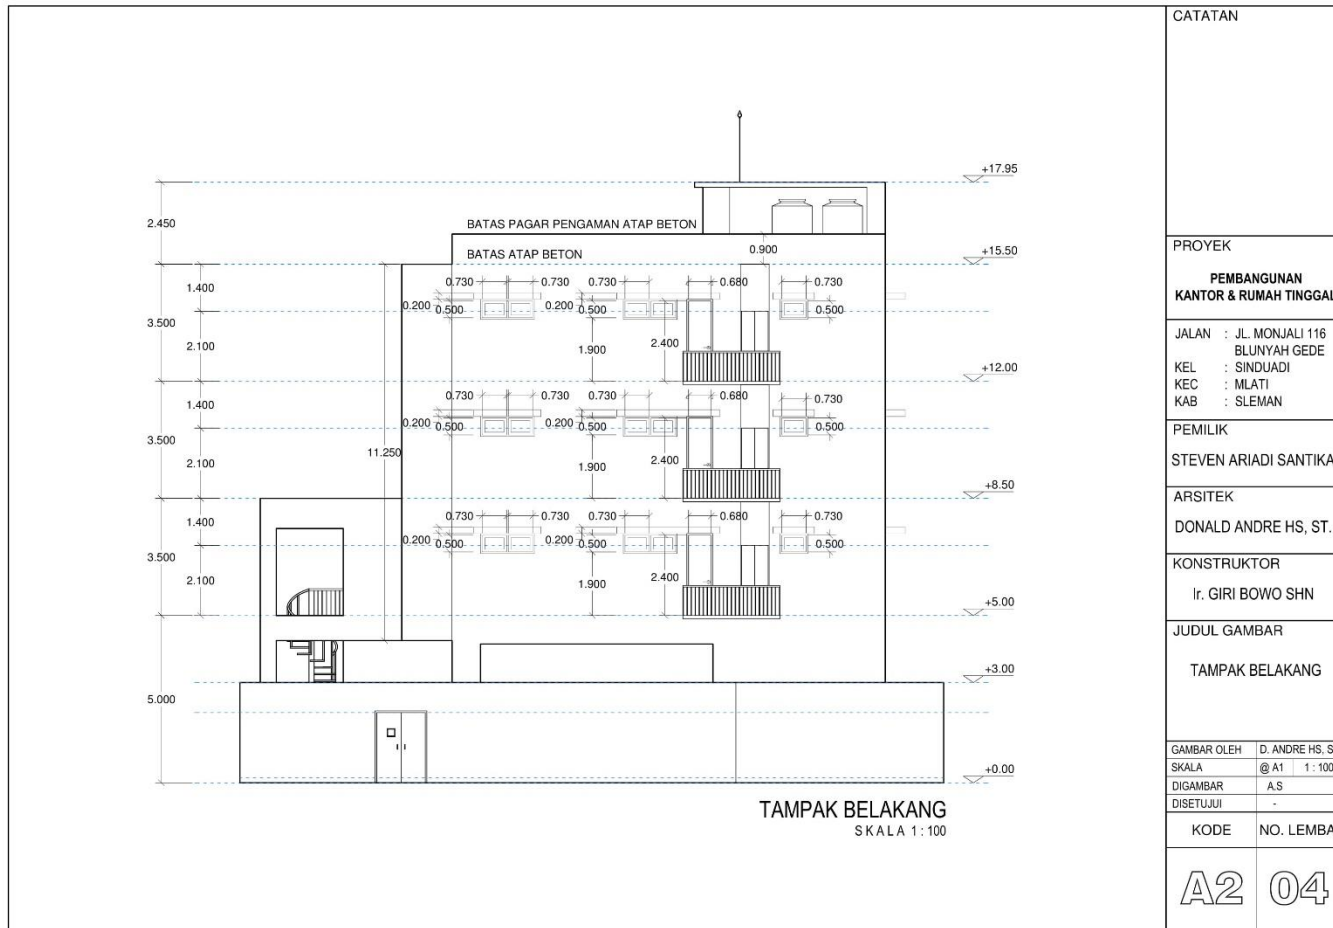 +17.95
2.450
BATAS PAGAR PENGAMAN ATAP BETON
BATAS ATAP BETON
0.900
+15.50
1.400
3.500
2.100
0.730 0.730 0.730 0.680 0.730
0.200 0.500 0.200 0.500 0.500
1.900 2.400
+12.00
1.400
3.500
2.100
11.250
0.730 0.730 0.730 0.680 0.730
0.200 0.500 0.200 0.500 0.500
1.900 2.400
+8.50
1.400
3.500
2.100
0.730 0.730 0.730 0.680 0.730
0.200 0.500 0.200 0.500 0.500
1.900 2.400
+5.00
+3.00
5.000
+0.00
TAMPAK BELAKANG
SKALA 1 : 100
CATATAN
PROYEK
PEMBANGUNAN
KANTOR & RUMAH TINGGAL
JALAN : JL. MONJALI 116
BLUNYAH GEDE
KEL : SINDUADI
KEC : MLATI
KAB : SLEMAN
PEMILIK
STEVEN ARIADI SANTIKA
ARSITEK
DONALD ANDRE HS, ST.
KONSTRUKTOR
Ir. GIRI BOWO SHN
JUDUL GAMBAR
TAMPAK BELAKANG
GAMBAR OLEH D. ANDRE HS, S
SKALA @ A1 1 : 100
DIGAMBAR A.S
DISETUJUI -
KODE NO. LEMBA
A2 04